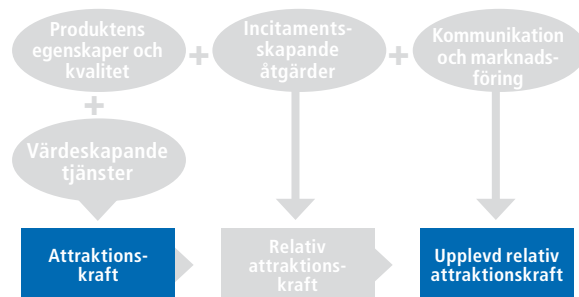 Produktens
egenskaper och
kvalitet
+
Incitaments-
skapande
åtgärder
+
Kommunikation
och marknads-
föring
+
Värdeskapande
tjänster
Attraktions-
kraft
Relativ
attraktions-
kraft
Upplevd relativ
attraktionskraft